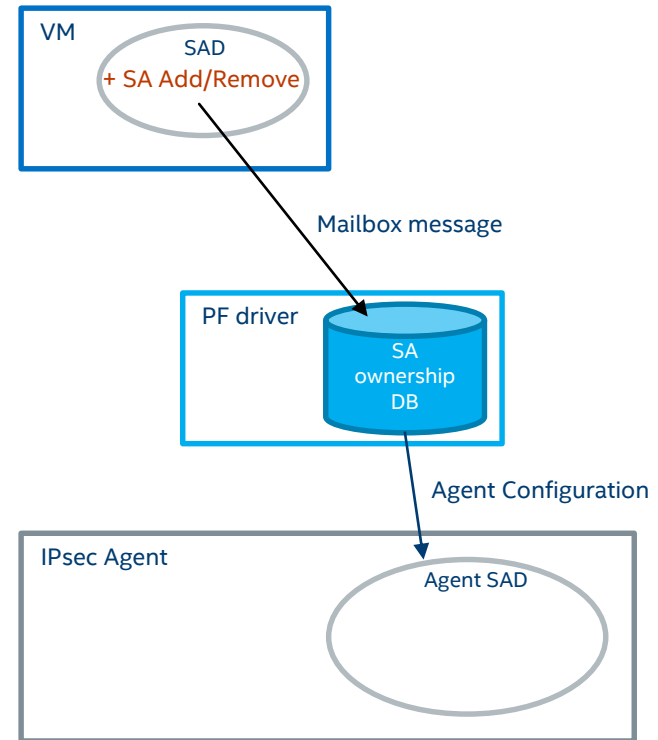 VM
SAD
+ SA Add/Remove
Mailbox message
PF driver
SA
ownership
DB
Agent Configuration
IPsec Agent
Agent SAD